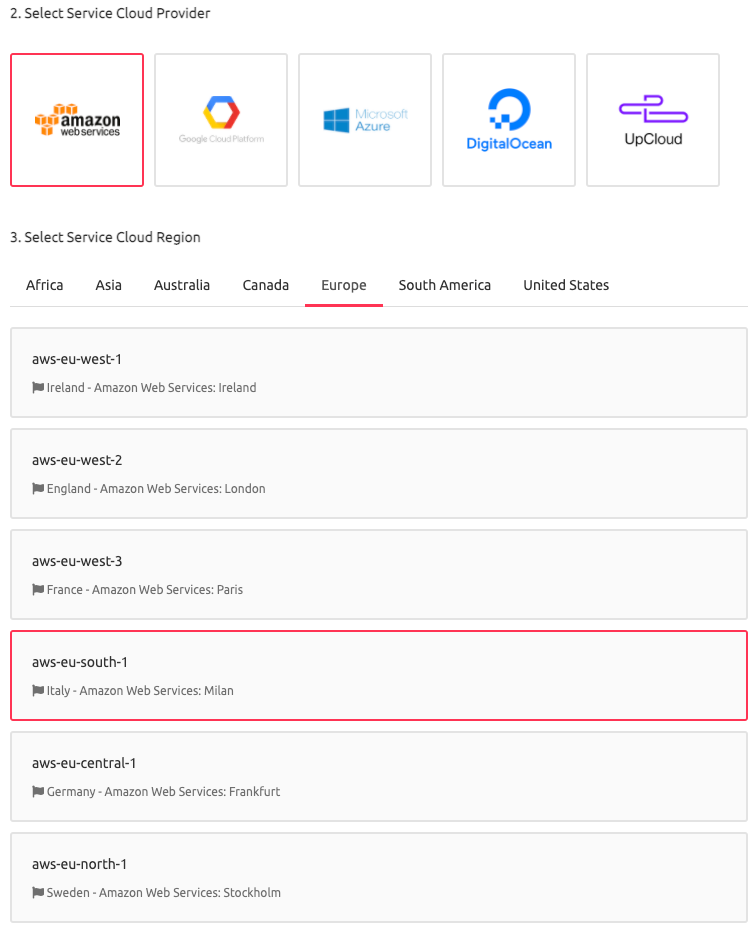 2. Select Service Cloud Provider
amazon
web services
Google Cloud Platform
Microsoft
Azure
DigitalOcean
UpCloud
3. Select Service Cloud Region
Africa Asia Australia Canada Europe South America United States
aws-eu-west-1
Ireland - Amazon Web Services: Ireland
aws-eu-west-2
England - Amazon Web Services: London
aws-eu-west-3
France - Amazon Web Services: Paris
aws-eu-south-1
Italy - Amazon Web Services: Milan
aws-eu-central-1
Germany - Amazon Web Services: Frankfurt
aws-eu-north-1
Sweden - Amazon Web Services: Stockholm